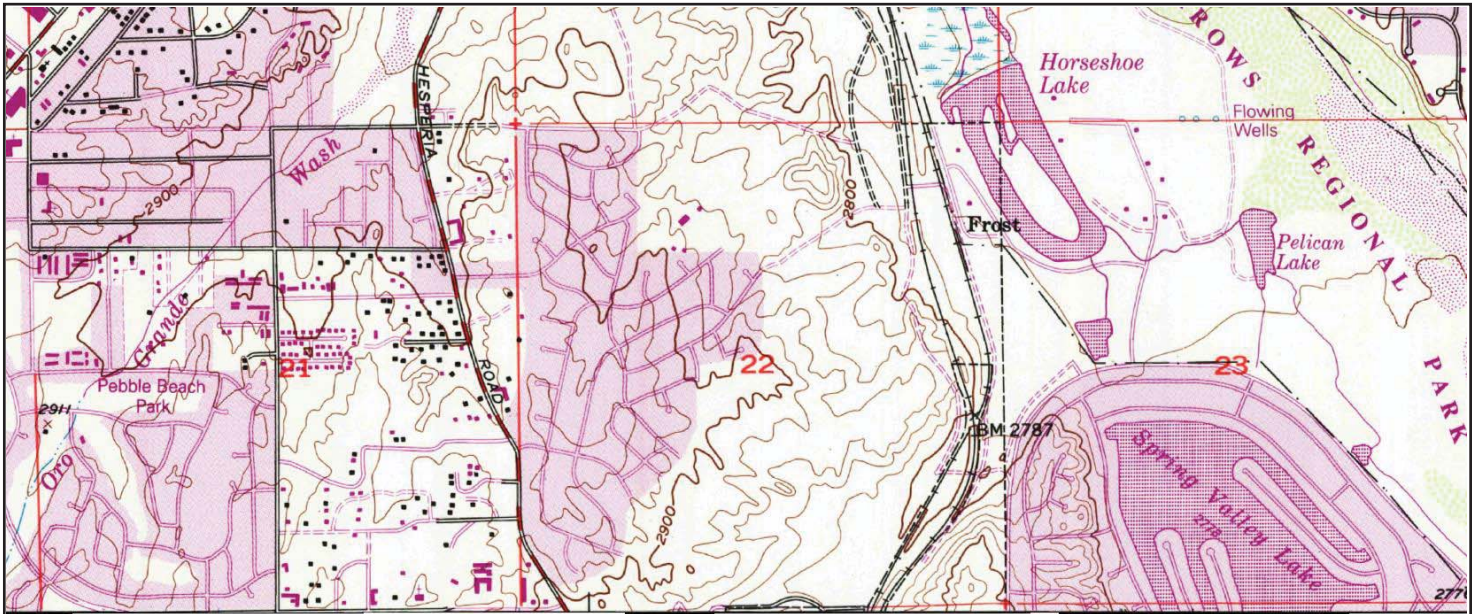 HESPERIA
ROAD
Wash
2900
Grande
Oro
21
Pebble Beach
Park
2911
22
2900
2800
Horseshoe
Lake
Flowing
Wells
ROWS
REGIONAL
PARK
Frost
Pelican
Lake
23
BM 2787
Spring Valley Lake